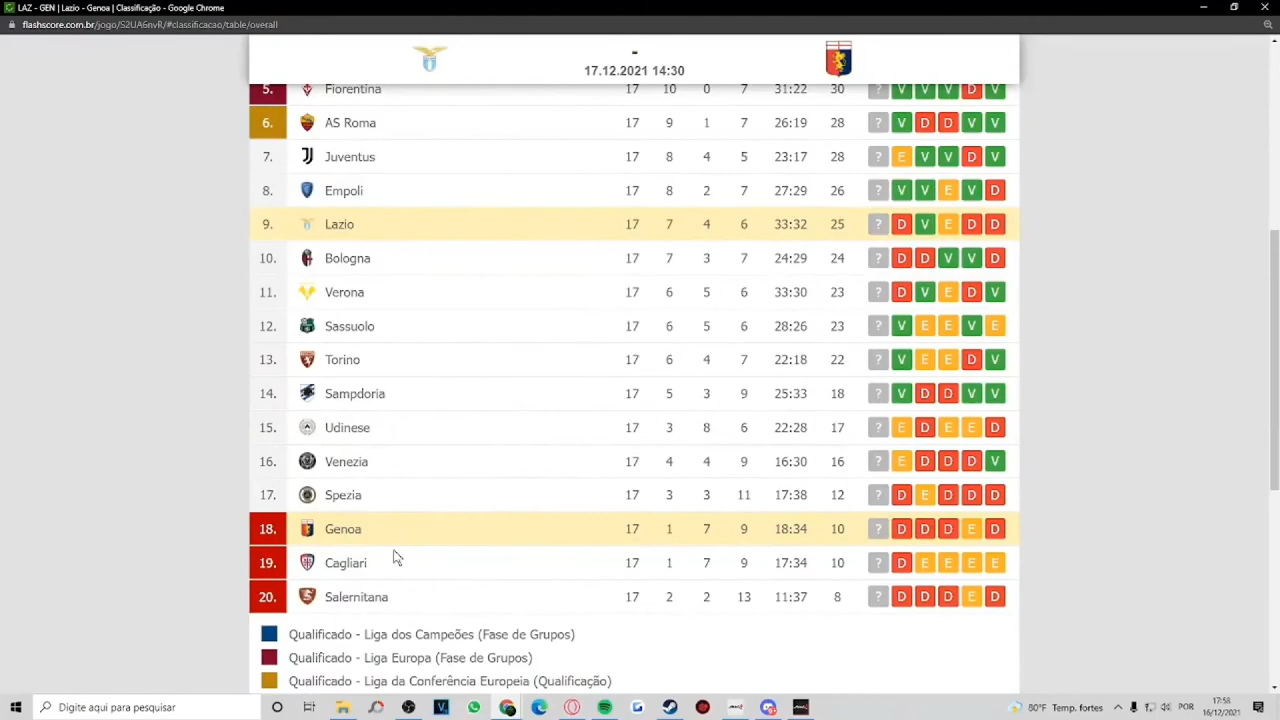 LAZ - GEN | Lazio - Genoa | Classificação - Google Chrome
flashscore.com.br/jogo/S2UA6nvR/#classificacao/table/overall
-
17.12.2021 14:30
5. Fiorentina 17 10 0 7 31:22 30 ? V V V D V
6. AS Roma 17 9 1 7 26:19 28 ? V D D V V
7. Juventus 17 8 4 5 23:17 28 ? E V V D V
8. Empoli 17 8 2 7 27:29 26 ? V V E V D
9. Lazio 17 7 4 6 33:32 25 ? D V E D D
10. Bologna 17 7 3 7 24:29 24 ? D D V V D
11. Verona 17 6 5 6 33:30 23 ? D V E D V
12. Sassuolo 17 6 5 6 28:26 23 ? V E E V E
13. Torino 17 6 4 7 22:18 22 ? V E E D V
14. Sampdoria 17 5 3 9 25:33 18 ? V D D V V
15. Udinese 17 3 8 6 22:28 17 ? E D E E D
16. Venezia 17 4 4 9 16:30 16 ? E D D D V
17. Spezia 17 3 3 11 17:38 12 ? D E D D D
18. Genoa 17 1 7 9 18:34 10 ? D D D E D
19. Cagliari 17 1 7 9 17:34 10 ? D E E E E
20. Salernitana 17 2 2 13 11:37 8 ? D D D E D
Qualificado - Liga dos Campeões (Fase de Grupos)
Qualificado - Liga Europa (Fase de Grupos)
Qualificado - Liga da Conferência Europeia (Qualificação)
Digite aqui para pesquisar
80°F Temp. fortes
POR
17:58
16/12/2021